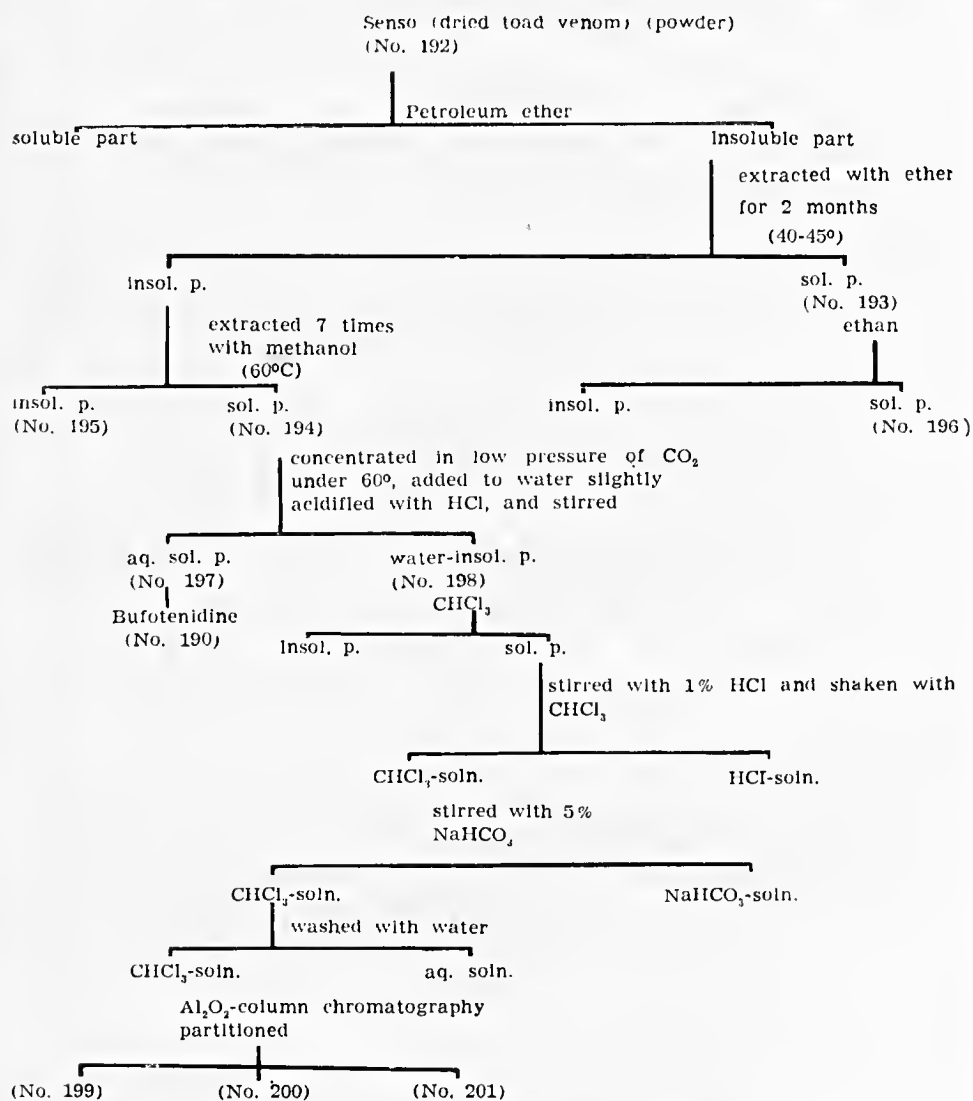 Senso (dried toad venom) (powder)
(No. 192)
Petroleum ether
soluble part
Insoluble part
extracted with ether
for 2 months
(40-45º)
insol. p.
sol. p.
(No. 193)
extracted 7 times
with methanol
(60ºC)
ethan
insol. p.
(No. 195)
sol. p.
(No. 194)
insol. p.
sol. p.
(No. 196)
concentrated in low pressure of CO₂
under 60º, added to water slightly
acidified with HCl, and stirred
aq. sol. p.
(No. 197)
water-insol. p.
(No. 198)
CHCl₃
Bufotenidine
(No. 190)
Insol. p.
sol. p.
stirred with 1% HCl and shaken with
CHCl₃
CHCl₃-soln.
HCl-soln.
stirred with 5%
NaHCO₃
CHCl₃-soln.
NaHCO₃-soln.
washed with water
CHCl₃-soln.
aq. soln.
Al₂O₂-column chromatography
partitioned
(No. 199)
(No. 200)
(No. 201)